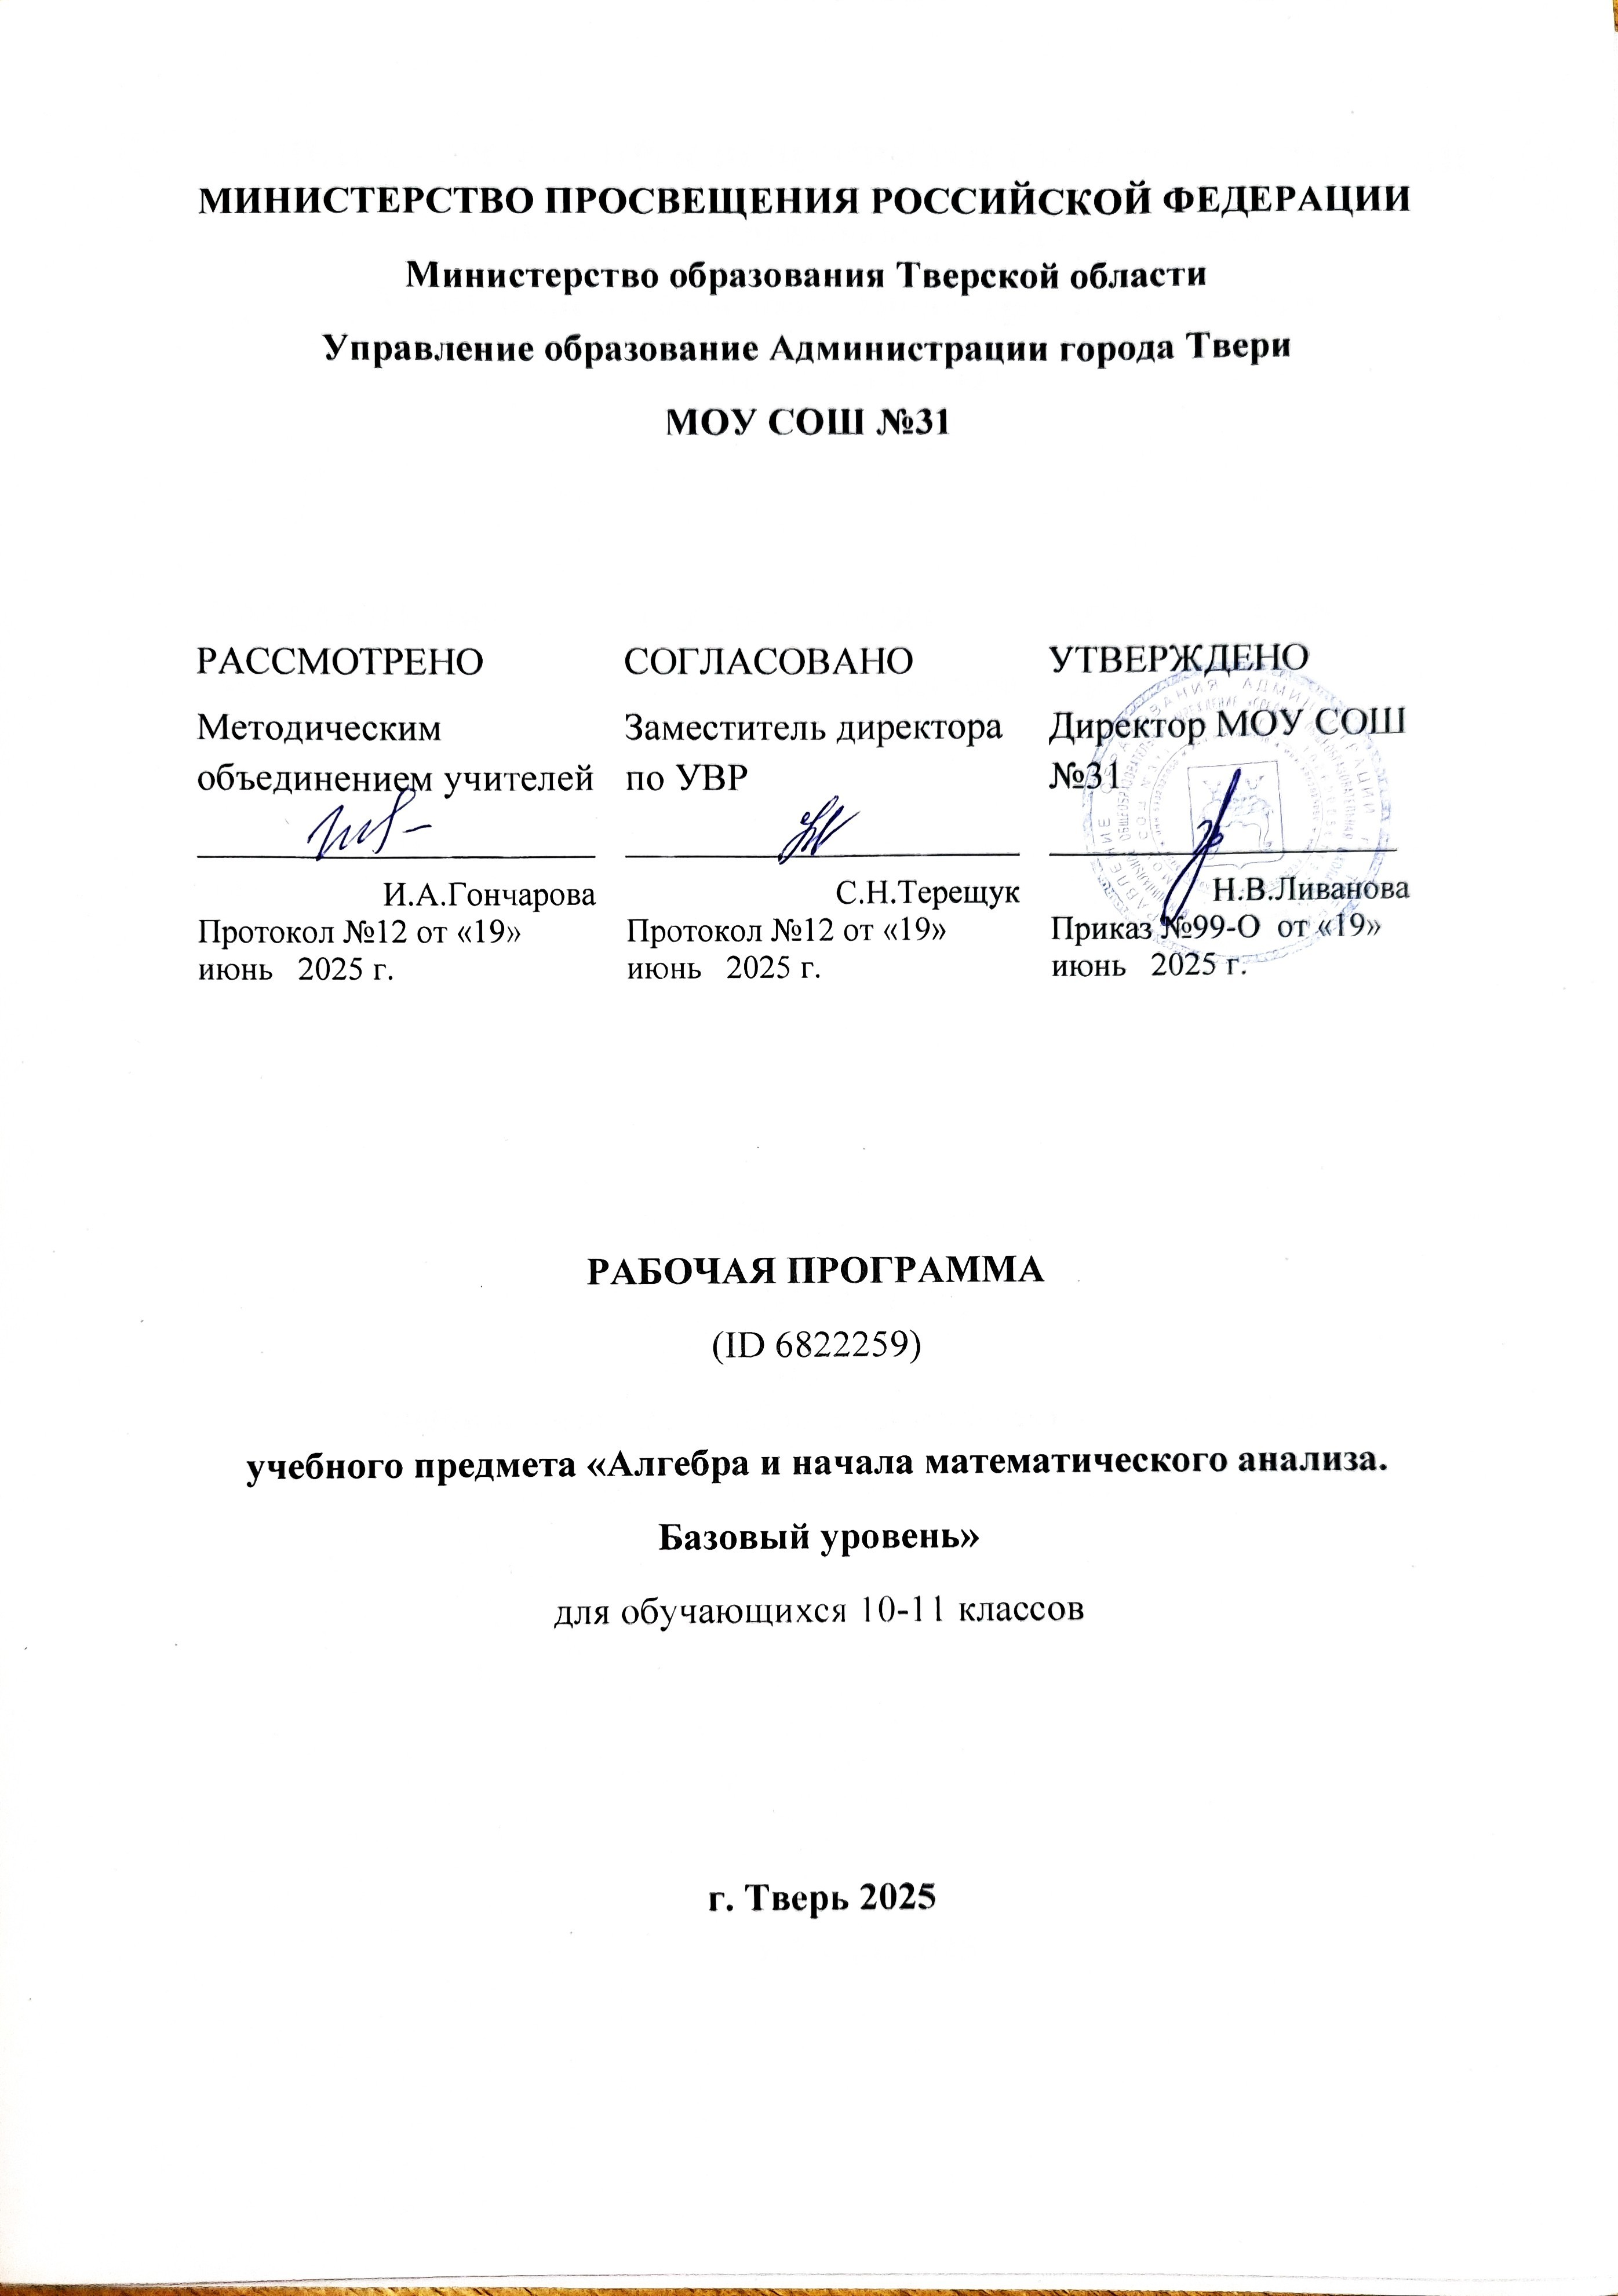 МИНИСТЕРСТВО ПРОСВЕЩЕНИЯ РОССИЙСКОЙ ФЕДЕРАЦИИ
Министерство образования Тверской области
Управление образование Администрации города Твери
МОУ СОШ №31
РАССМОТРЕНО
Методическим
объединением учителей
И.А.Гончарова
Протокол №12 от «19»
июнь 2025 г.
СОГЛАСОВАНО
Заместитель директора
по УВР
С.Н.Терещук
Протокол №12 от «19»
июнь 2025 г.
УТВЕРЖДЕНО
Директор МОУ СОШ
№31
Н.В.Ливанова
Приказ №99-О от «19»
июнь 2025 г.
РАБОЧАЯ ПРОГРАММА
(ID 6822259)
учебного предмета «Алгебра и начала математического анализа.
Базовый уровень»
для обучающихся 10-11 классов
г. Тверь 2025